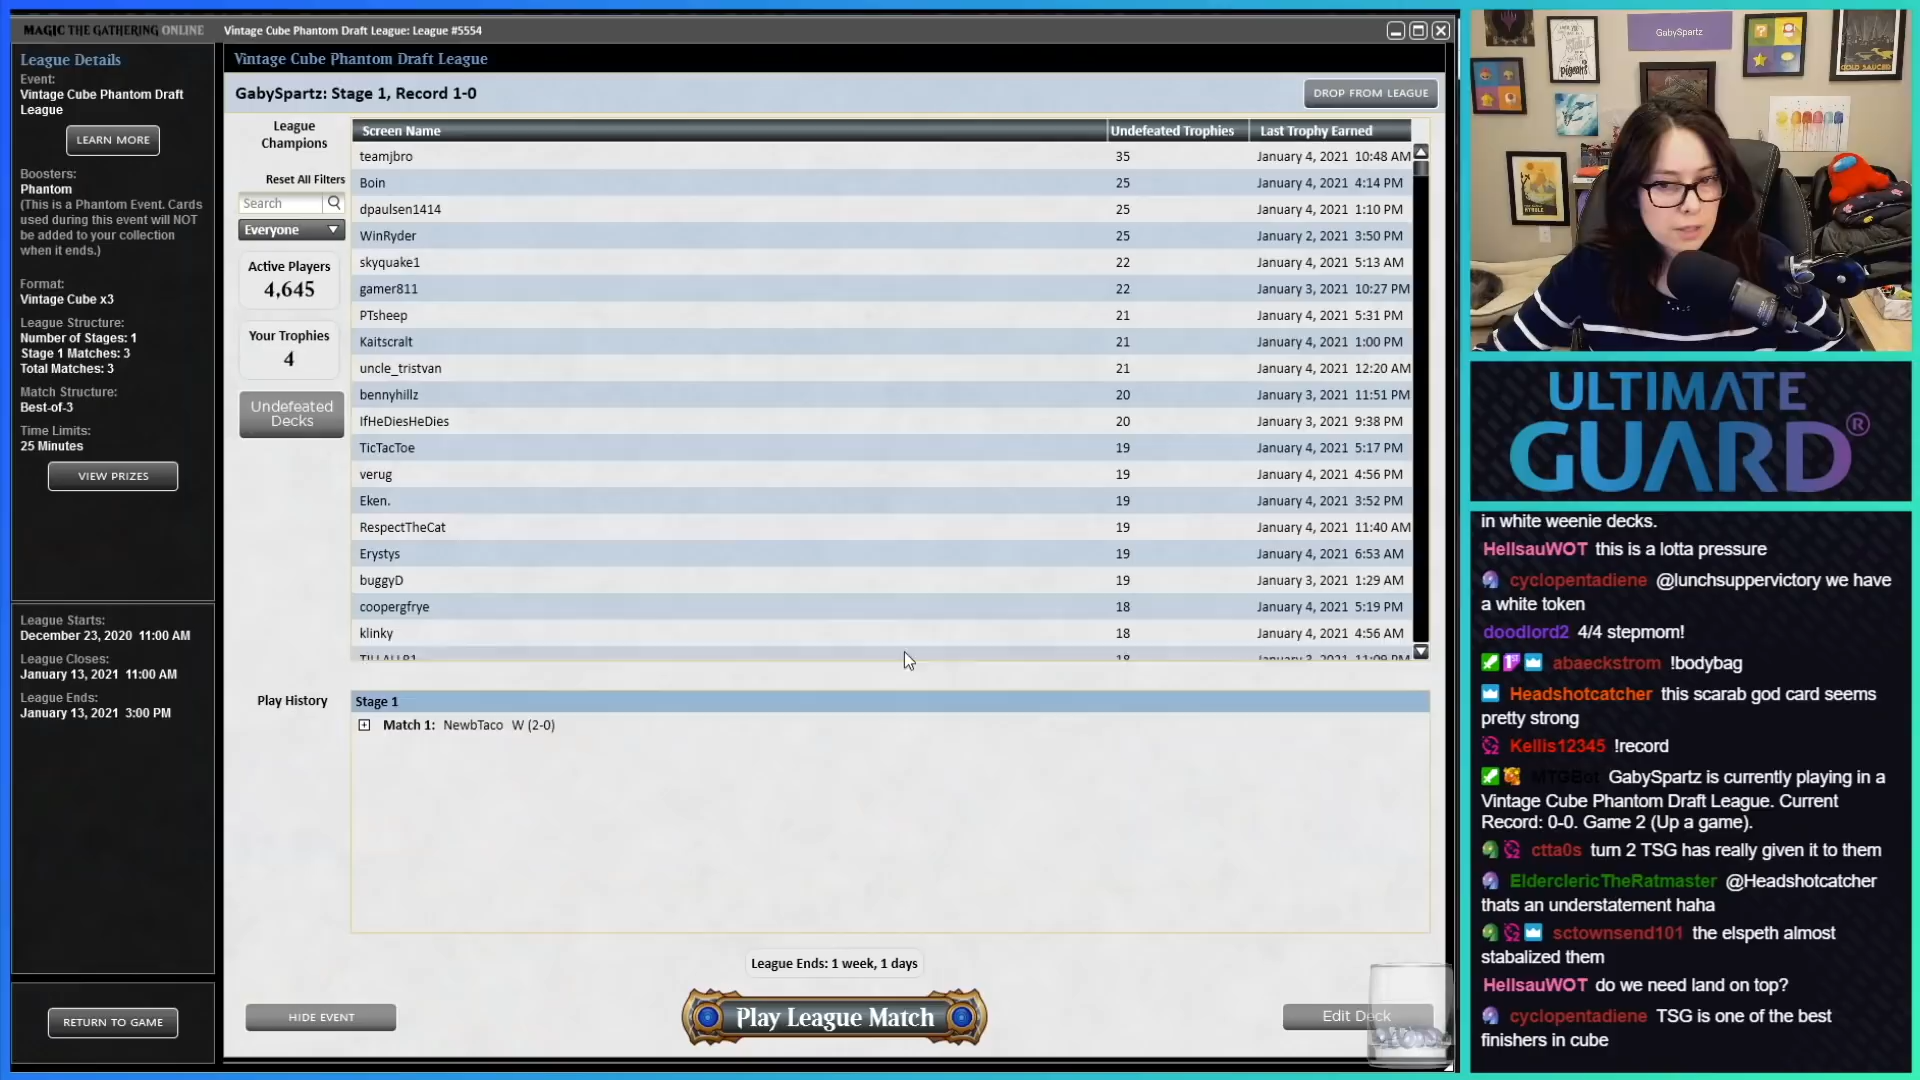 MAGIC THE GATHERING ONLINE
Vintage Cube Phantom Draft League: League #5554
League Details
Event:
Vintage Cube Phantom Draft
League
LEARN MORE
Boosters:
Phantom
(This is a Phantom Event. Cards
used during this event will NOT
be added to your collection
when it ends.)
Format:
Vintage Cube x3
League Structure:
Number of Stages: 1
Stage 1 Matches: 3
Total Matches: 3
Match Structure:
Best-of-3
Time Limits:
25 Minutes
VIEW PRIZES
League Starts:
December 23, 2020 11:00 AM
League Closes:
January 13, 2021 11:00 AM
League Ends:
January 13, 2021 3:00 PM
RETURN TO GAME
Vintage Cube Phantom Draft League
GabySpartz: Stage 1, Record 1-0
DROP FROM LEAGUE
League
Champions
Reset All Filters
Search
Everyone
Active Players
4,645
Your Trophies
4
Undefeated
Decks
Screen Name Undefeated Trophies Last Trophy Earned
teamjbro 35 January 4, 2021 10:48 AM
Boin 25 January 4, 2021 4:14 PM
dpaulsen1414 25 January 4, 2021 1:10 PM
WinRyder 25 January 2, 2021 3:50 PM
skyquake1 22 January 4, 2021 5:13 AM
gamer811 22 January 3, 2021 10:27 PM
PTsheep 21 January 4, 2021 5:31 PM
Kaitscralt 21 January 4, 2021 1:00 PM
uncle_tristvan 21 January 4, 2021 12:20 AM
bennyhillz 20 January 3, 2021 11:51 PM
IfHeDiesHeDies 20 January 3, 2021 9:38 PM
TicTacToe 19 January 4, 2021 5:17 PM
verug 19 January 4, 2021 4:56 PM
Eken. 19 January 4, 2021 3:52 PM
RespectTheCat 19 January 4, 2021 11:40 AM
Erystys 19 January 4, 2021 6:53 AM
buggyD 19 January 3, 2021 1:29 AM
coopergfrye 18 January 4, 2021 5:19 PM
klinky 18 January 4, 2021 4:56 AM
18 January 3, 2021 11:09 PM
Play History
Stage 1
Match 1: NewbTaco W (2-0)
League Ends: 1 week, 1 days
HIDE EVENT
Play League Match
Edit Deck
GabySpartz
pigeons
GOLD SAUCER
HYRULE
ULTIMATE
GUARD®
in white weenie decks.
HellsauWOT this is a lotta pressure
cyclopentadiene @lunchsuppervictory we have
a white token
doodlord2 4/4 stepmom!
abaeckstrom !bodybag
Headshotcatcher this scarab god card seems
pretty strong
Kellis12345 !record
MTGBot GabySpartz is currently playing in a
Vintage Cube Phantom Draft League. Current
Record: 0-0. Game 2 (Up a game).
ctta0s turn 2 TSG has really given it to them
ElderclericTheRatmaster @Headshotcatcher
thats an understatement haha
sctownsend101 the elspeth almost
stabalized them
HellsauWOT do we need land on top?
cyclopentadiene TSG is one of the best
finishers in cube